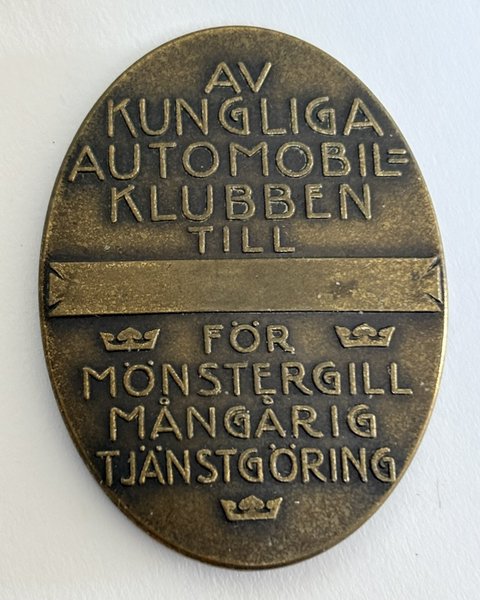 AV
KUNGLIGA
AUTOMOBIL=
KLUBBEN
TILL
FÖR
MÖNSTERGILL
MÅNGÅRIG
TJÄNSTGÖRING